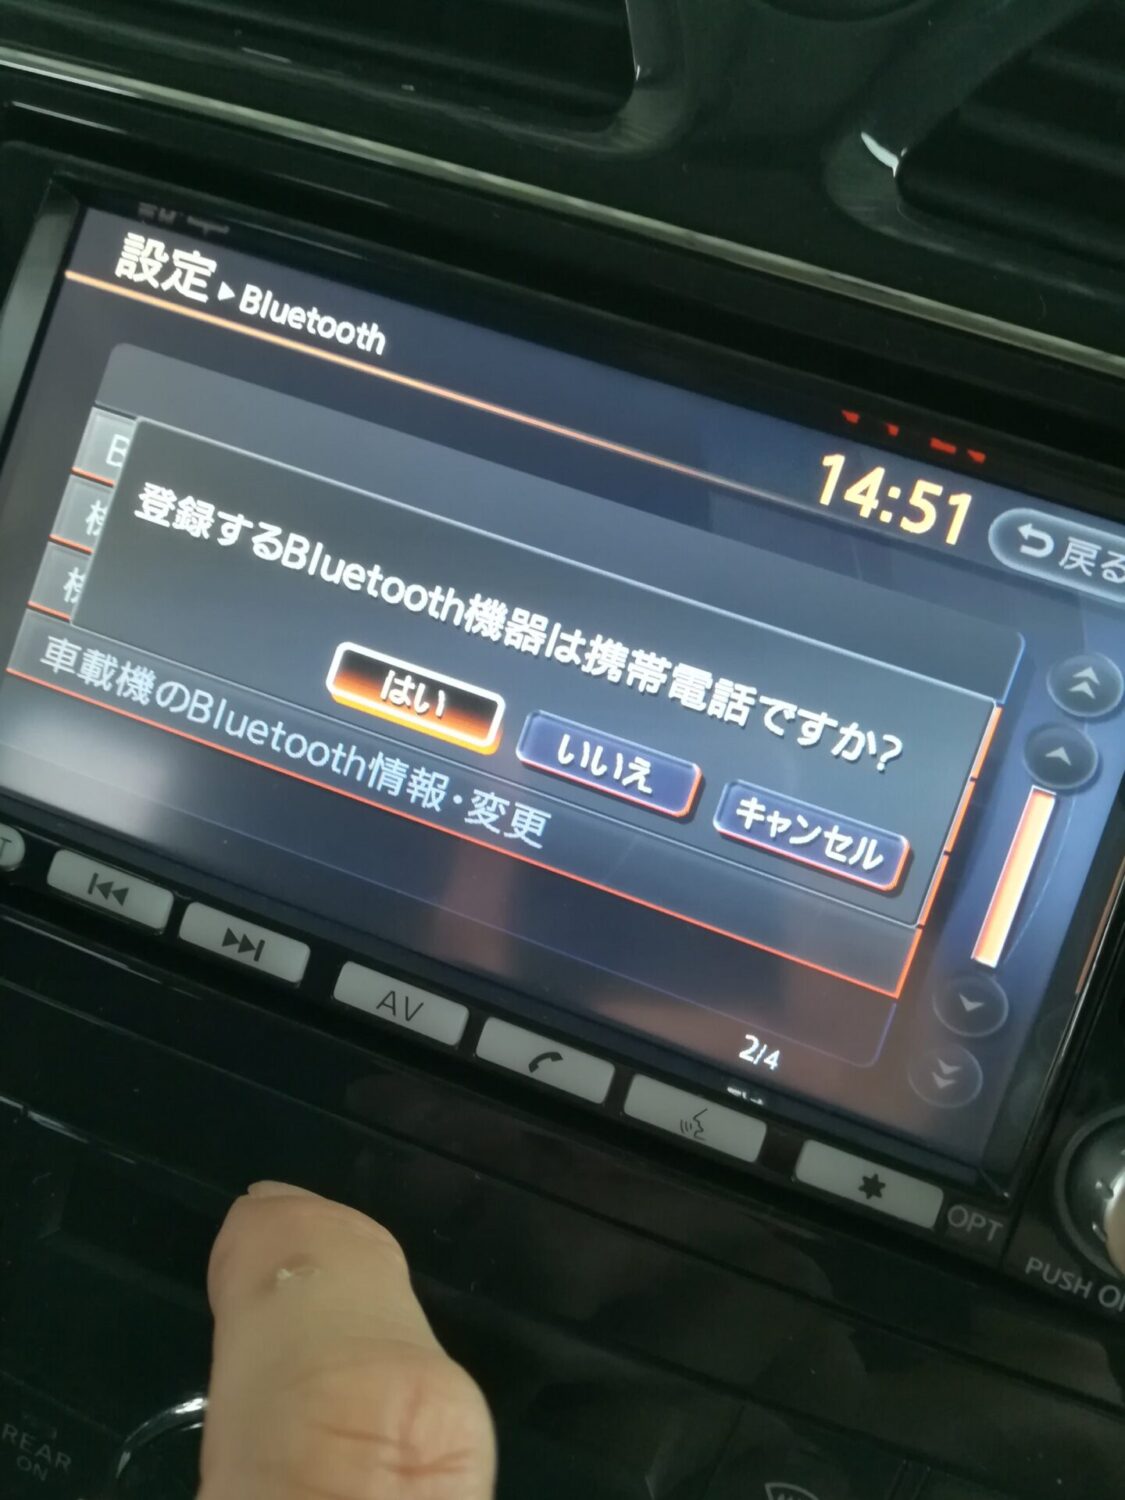 設定▶Bluetooth
14:51
戻る
登録するBluetooth機器は携帯電話ですか?
はい
いいえ
キャンセル
車載機のBluetooth情報・変更
2/4
AV
OPT
PUSH
REAR
ON